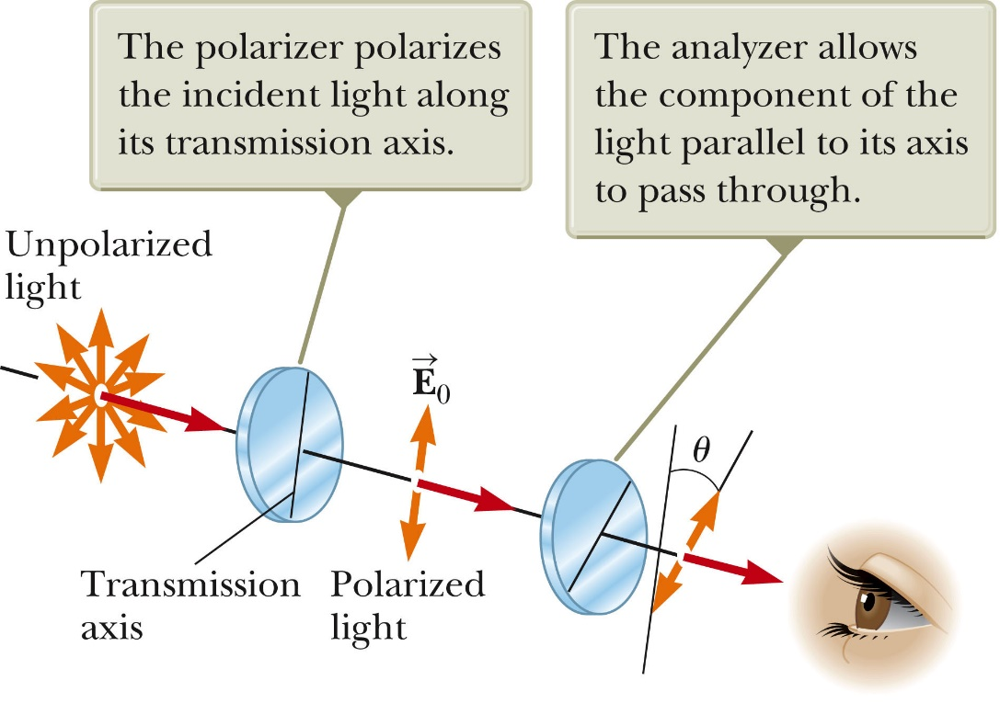 The polarizer polarizes
the incident light along
its transmission axis.
The analyzer allows
the component of the
light parallel to its axis
to pass through.
Unpolarized
light
E⃗₀
θ
Transmission
axis
Polarized
light